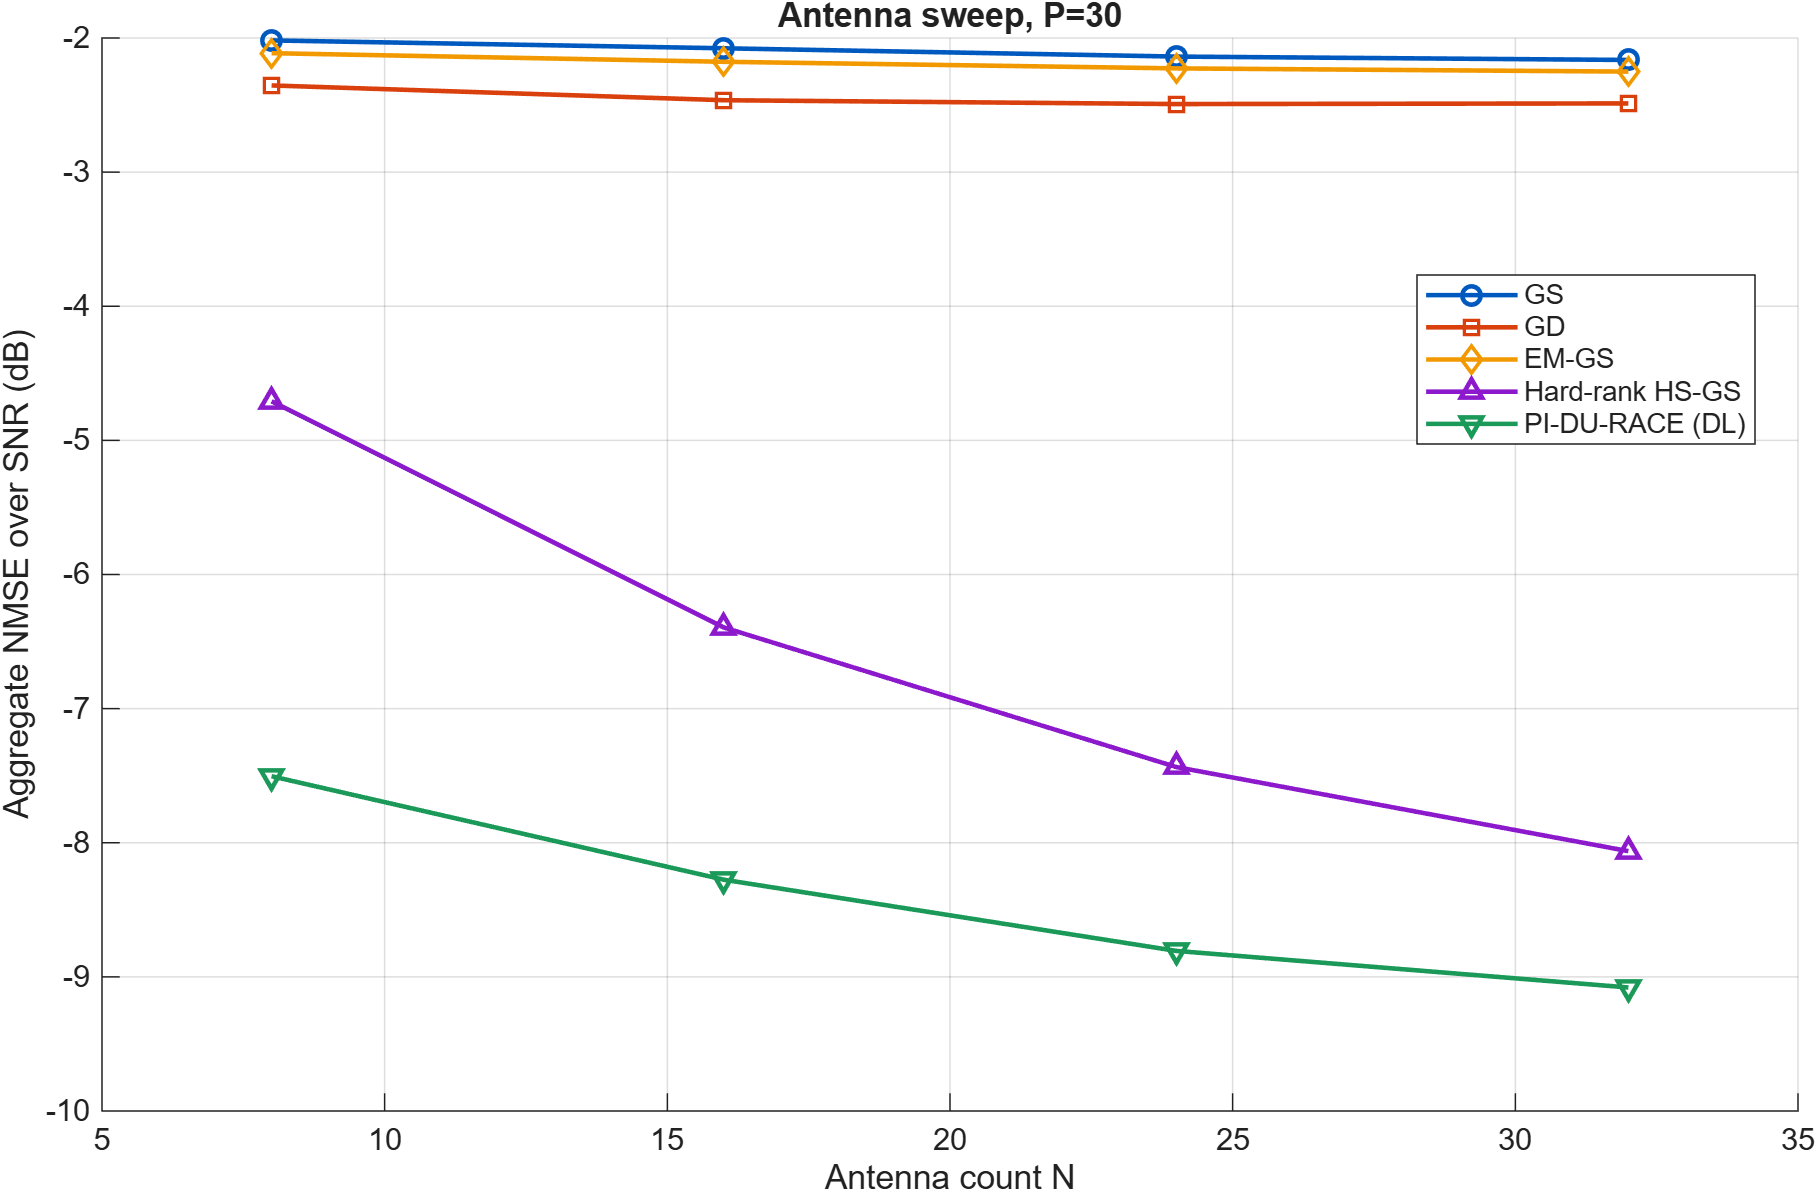 Antenna sweep, P=30
-2
-3
-4
-5
-6
-7
-8
-9
-10
Aggregate NMSE over SNR (dB)
GS
GD
EM-GS
Hard-rank HS-GS
PI-DU-RACE (DL)
5 10 15 20 25 30 35
Antenna count N